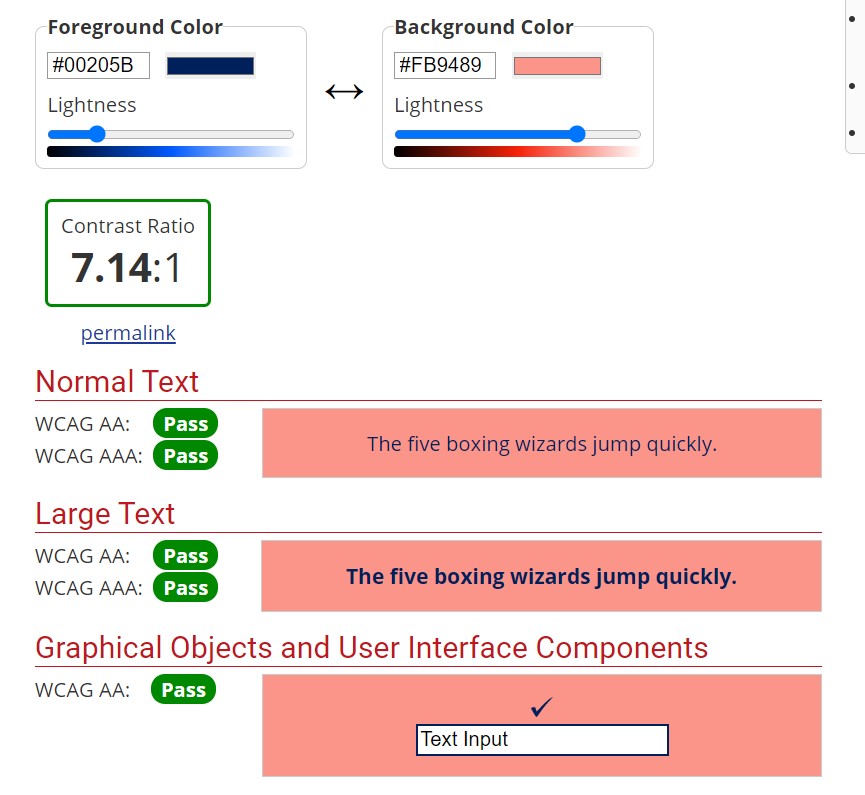 Foreground Color
#00205B
Lightness
Background Color
#FB9489
Lightness
Contrast Ratio
7.14:1
permalink
Normal Text
WCAG AA: Pass
WCAG AAA: Pass
The five boxing wizards jump quickly.
Large Text
WCAG AA: Pass
WCAG AAA: Pass
The five boxing wizards jump quickly.
Graphical Objects and User Interface Components
WCAG AA: Pass
Text Input